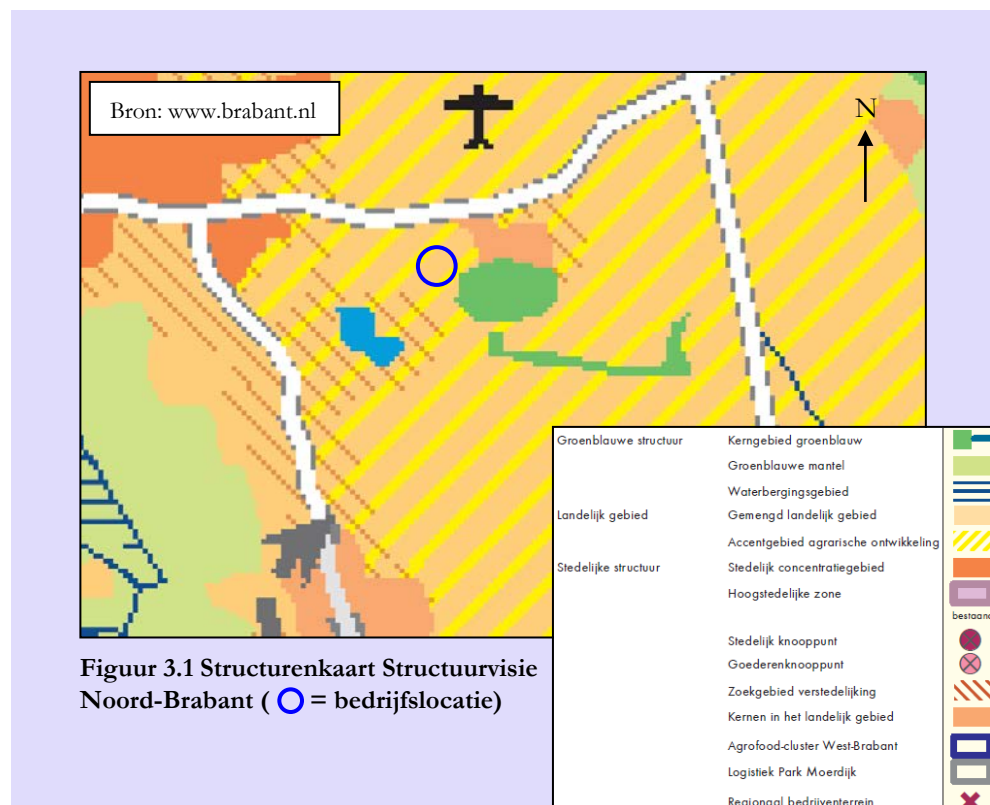 Bron: www.brabant.nl
N
Groenblauwe structuur Kerngebied groenblauw
Groenblauwe mantel
Waterbergingsgebied
Landelijk gebied Gemengd landelijk gebied
Accentgebied agrarische ontwikkeling
Stedelijke structuur Stedelijk concentratiegebied
Hoogstedelijke zone
bestaand
Stedelijk knooppunt
Goederenknooppunt
Zoekgebied verstedelijking
Kernen in het landelijk gebied
Agrofood-cluster West-Brabant
Logistiek Park Moerdijk
Regionaal bedrijventerrein
Figuur 3.1 Structurenkaart Structuurvisie
Noord-Brabant ( = bedrijfslocatie)